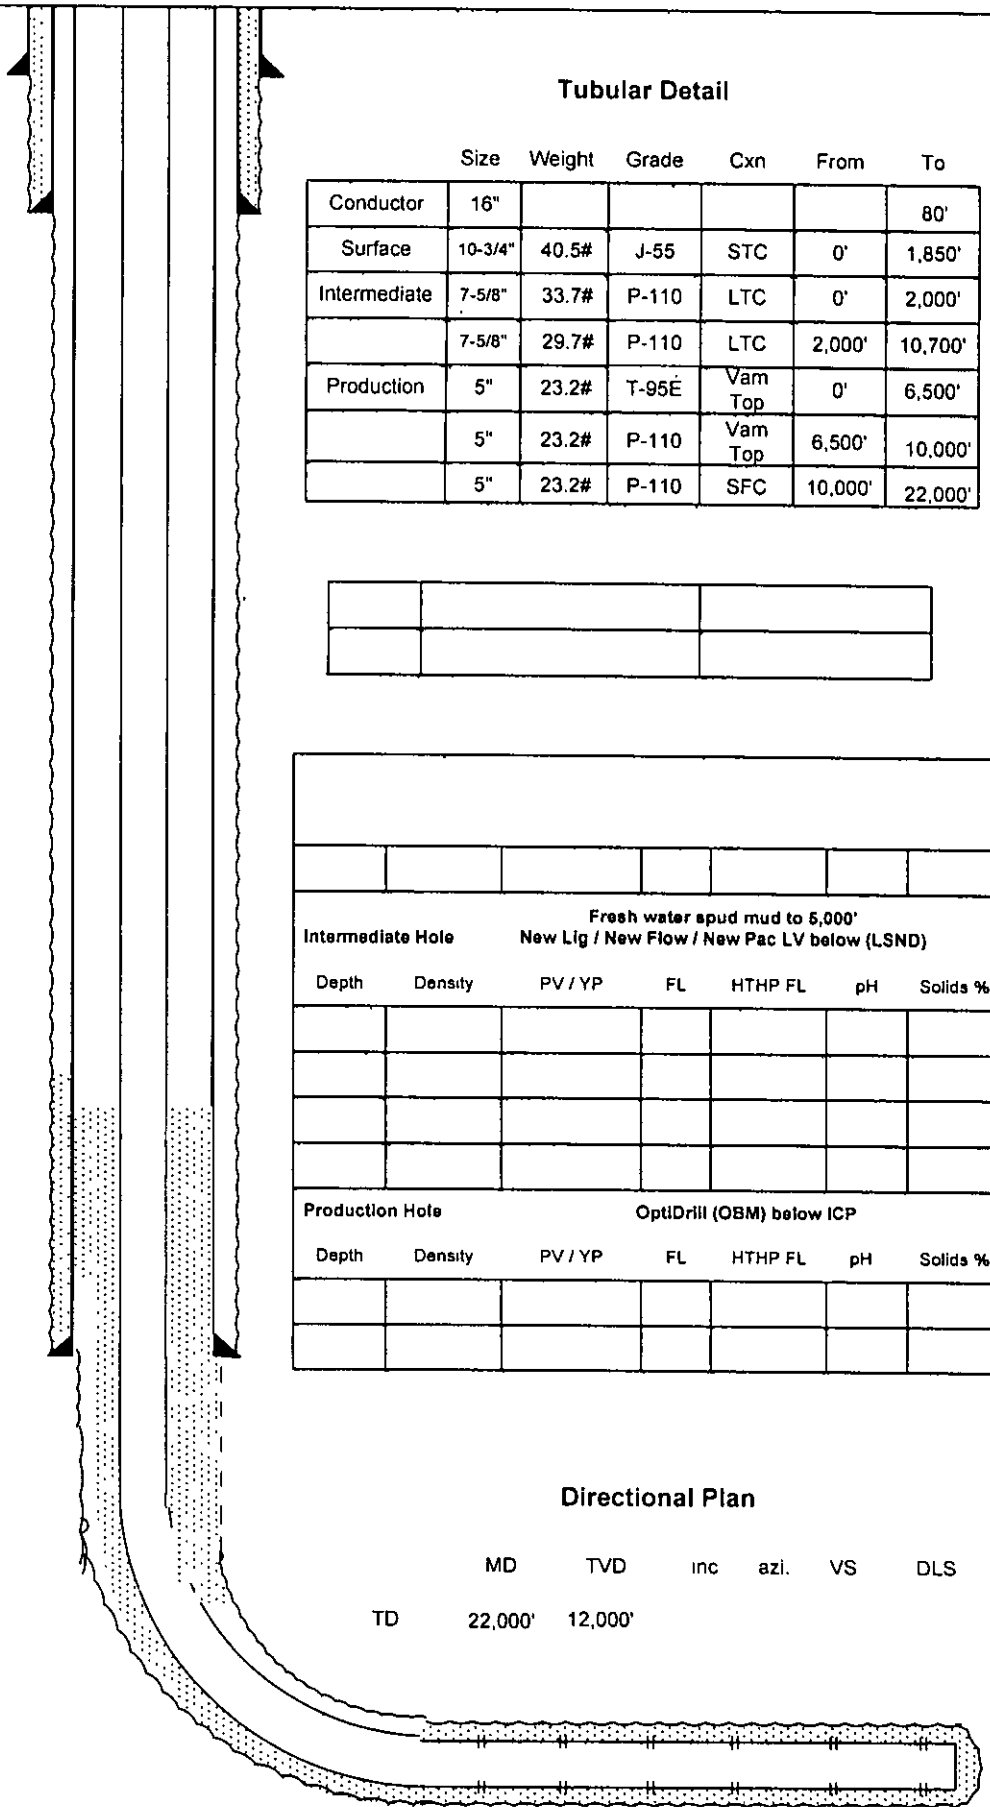 Tubular Detail
Size Weight Grade Cxn From To
Conductor 16" 80'
Surface 10-3/4" 40.5# J-55 STC 0' 1,850'
Intermediate 7-5/8" 33.7# P-110 LTC 0' 2,000'
7-5/8" 29.7# P-110 LTC 2,000' 10,700'
Production 5" 23.2# T-95E Vam Top 0' 6,500'
5" 23.2# P-110 Vam Top 6,500' 10,000'
5" 23.2# P-110 SFC 10,000' 22,000'
Fresh water spud mud to 5,000'
Intermediate Hole New Lig / New Flow / New Pac LV below (LSND)
Depth Density PV / YP FL HTHP FL pH Solids %
Production Hole OptiDrill (OBM) below ICP
Depth Density PV / YP FL HTHP FL pH Solids %
Directional Plan
MD TVD inc azi. VS DLS
TD 22,000' 12,000'